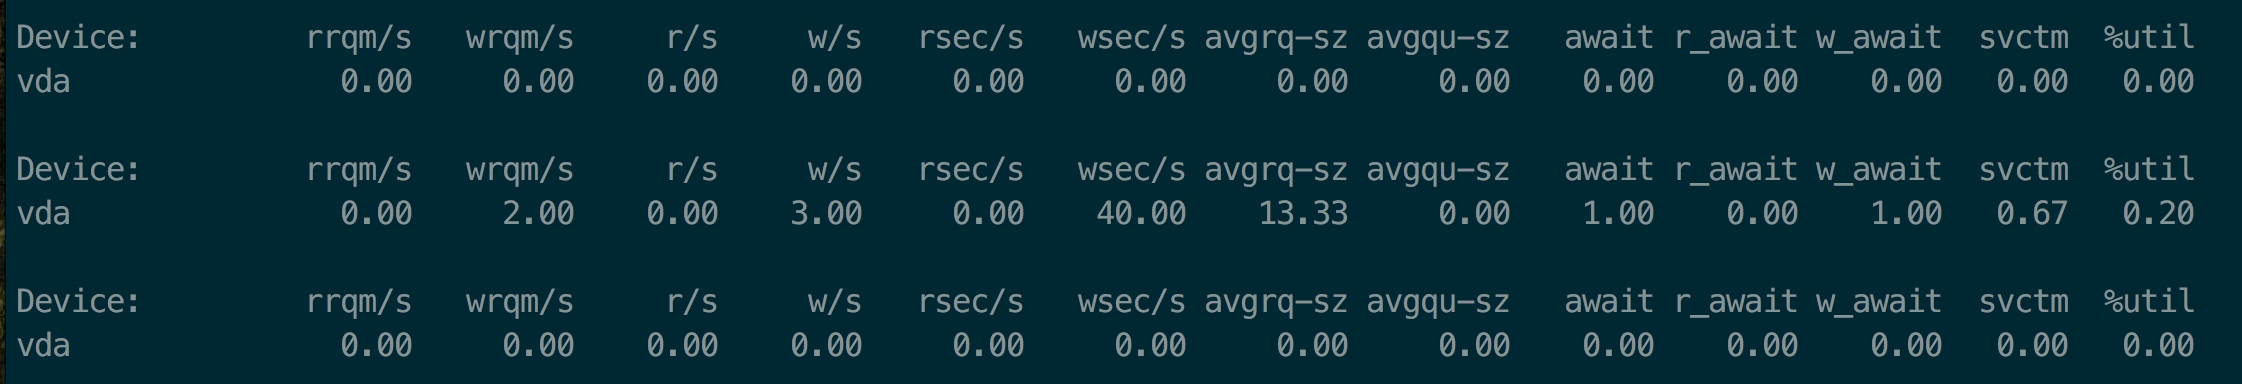 Device: rrqm/s wrqm/s r/s w/s rsec/s wsec/s avgrq-sz avgqu-sz await r_await w_await svctm %util
vda 0.00 0.00 0.00 0.00 0.00 0.00 0.00 0.00 0.00 0.00 0.00 0.00 0.00
Device: rrqm/s wrqm/s r/s w/s rsec/s wsec/s avgrq-sz avgqu-sz await r_await w_await svctm %util
vda 0.00 2.00 0.00 3.00 0.00 40.00 13.33 0.00 1.00 0.00 1.00 0.67 0.20
Device: rrqm/s wrqm/s r/s w/s rsec/s wsec/s avgrq-sz avgqu-sz await r_await w_await svctm %util
vda 0.00 0.00 0.00 0.00 0.00 0.00 0.00 0.00 0.00 0.00 0.00 0.00 0.00